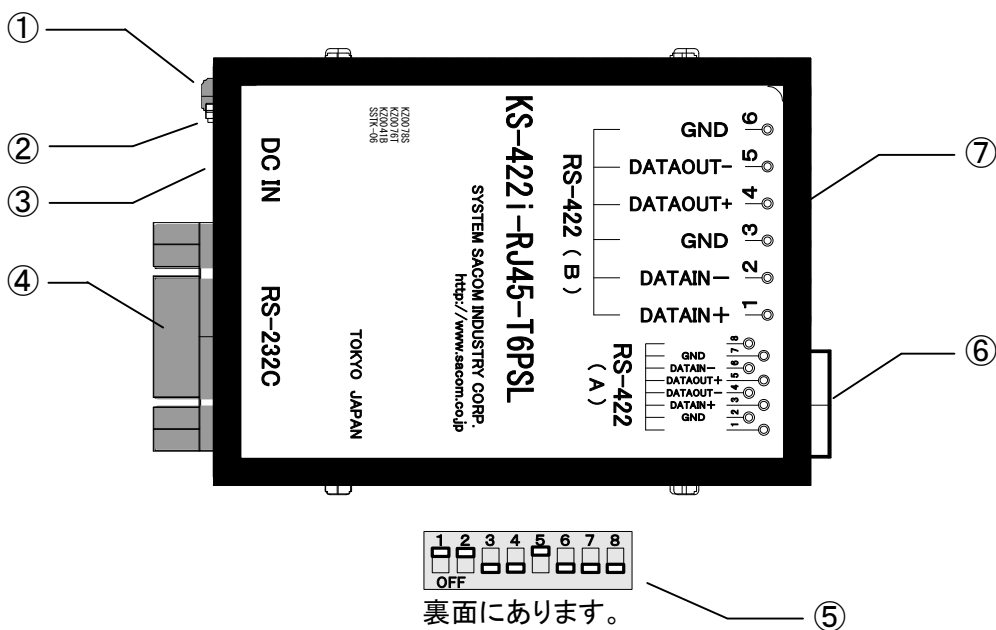 ①
②
③
④
DC IN
RS-232C
KZ0078S
KZ0076T
KZ0041B
SSTK-06
TOKYO JAPAN
KS-422i-RJ45-T6PSL
SYSTEM SACOM INDUSTRY CORP.
http://www.sacom.co.jp
RS-422 (B)
GND 6
DATAOUT- 5
DATAOUT+ 4
GND 3
DATAIN- 2
DATAIN+ 1
RS-422
(A)
8
GND 7
DATAIN- 6
DATAOUT+ 5
DATAOUT- 4
DATAIN+ 3
GND 2
1
⑦
⑥
1 2 3 4 5 6 7 8
OFF
裏面にあります。
⑤